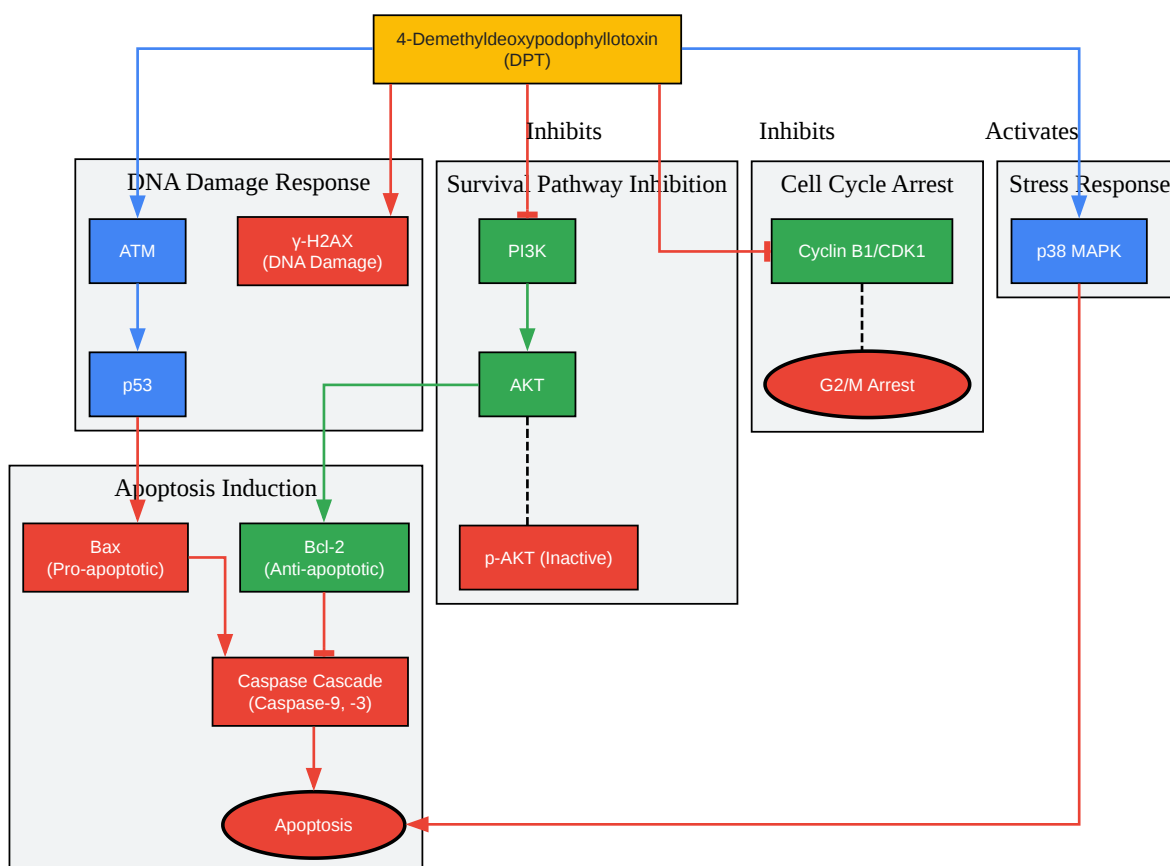 4-Demethyldeoxypodophyllotoxin
(DPT)
Inhibits
Inhibits
Activates
DNA Damage Response
Survival Pathway Inhibition
Cell Cycle Arrest
Stress Response
ATM
γ-H2AX
(DNA Damage)
PI3K
Cyclin B1/CDK1
p38 MAPK
p53
AKT
G2/M Arrest
Apoptosis Induction
Bax
(Pro-apoptotic)
Bcl-2
(Anti-apoptotic)
p-AKT (Inactive)
Caspase Cascade
(Caspase-9, -3)
Apoptosis